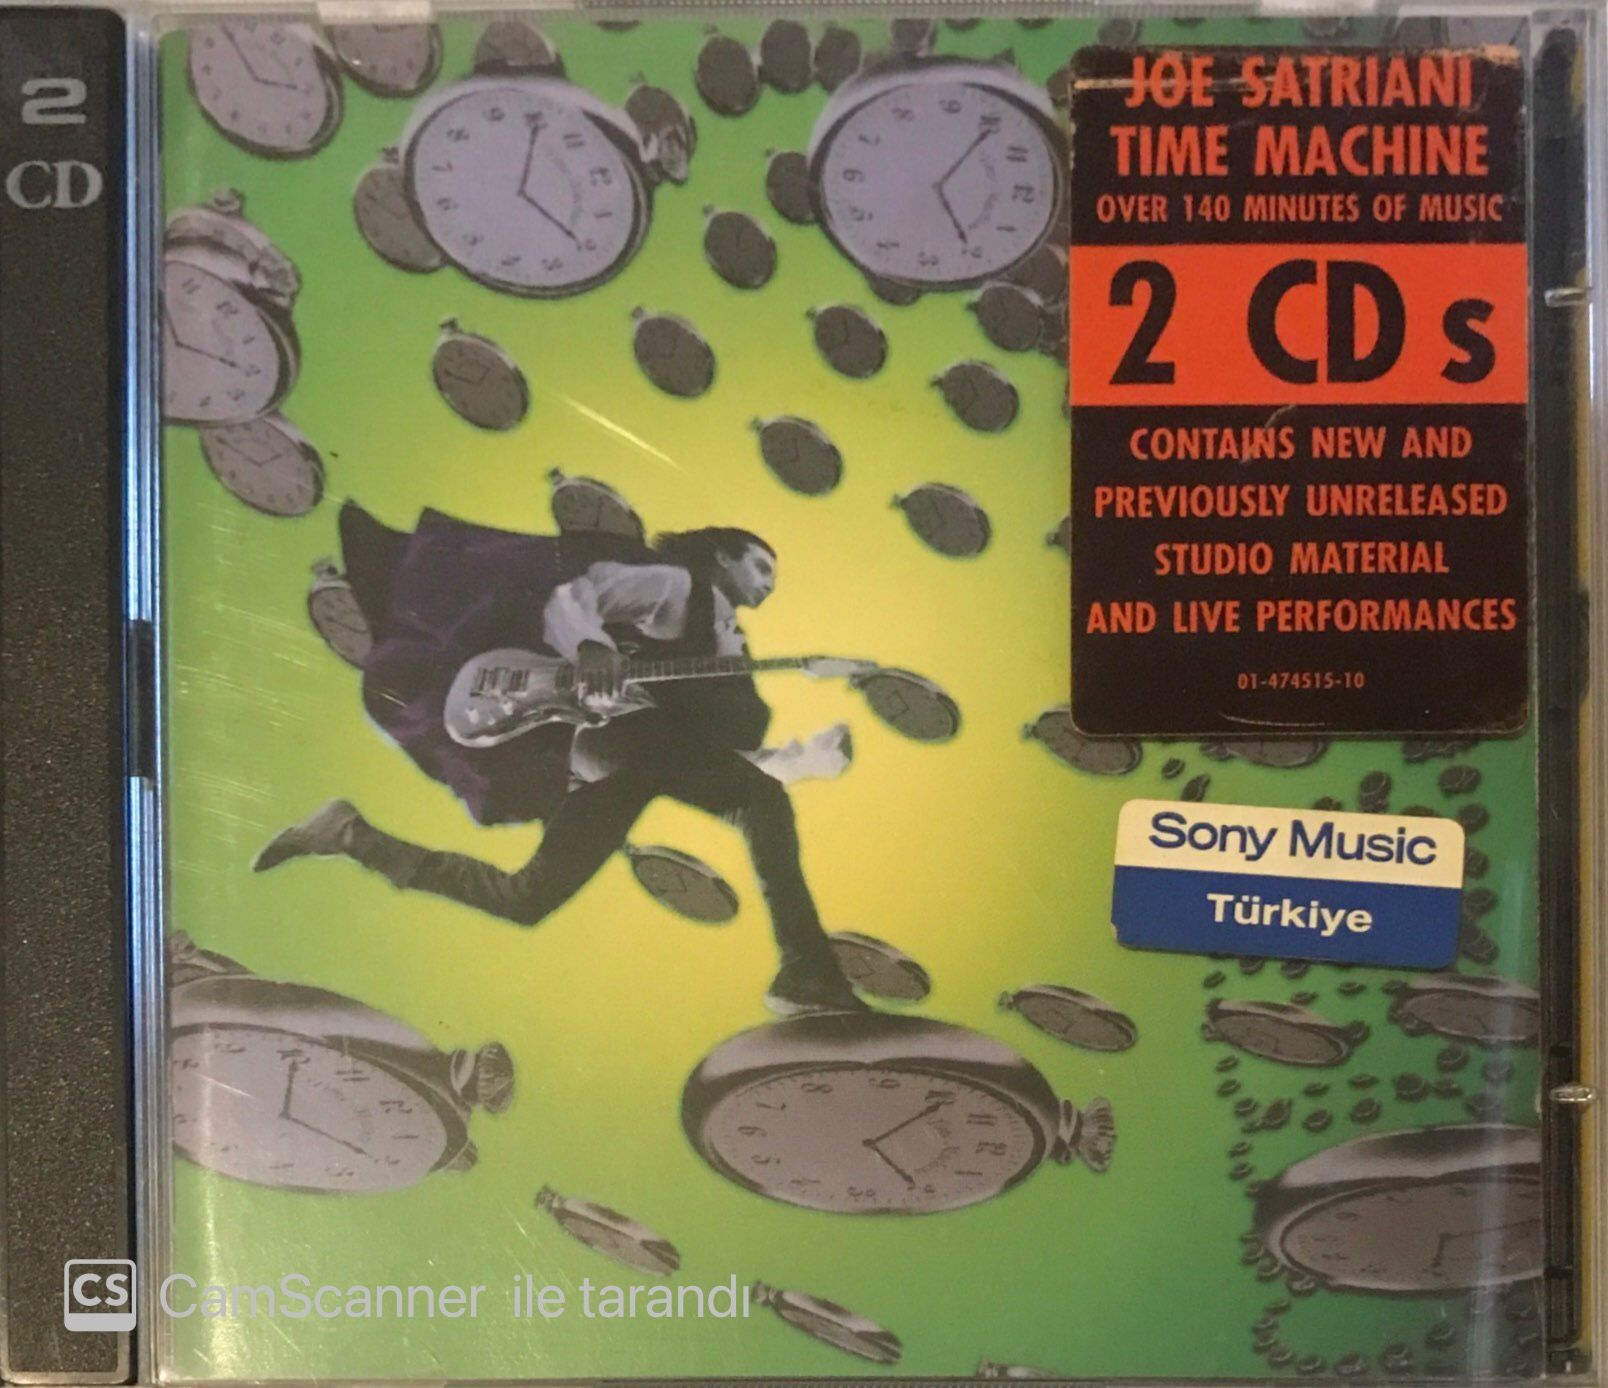 2
CD
JOE SATRIANI
TIME MACHINE
OVER 140 MINUTES OF MUSIC
2 CD s
CONTAINS NEW AND
PREVIOUSLY UNRELEASED
STUDIO MATERIAL
AND LIVE PERFORMANCES
01-474515-10
Sony Music
Türkiye
CS CamScanner ile tarandı